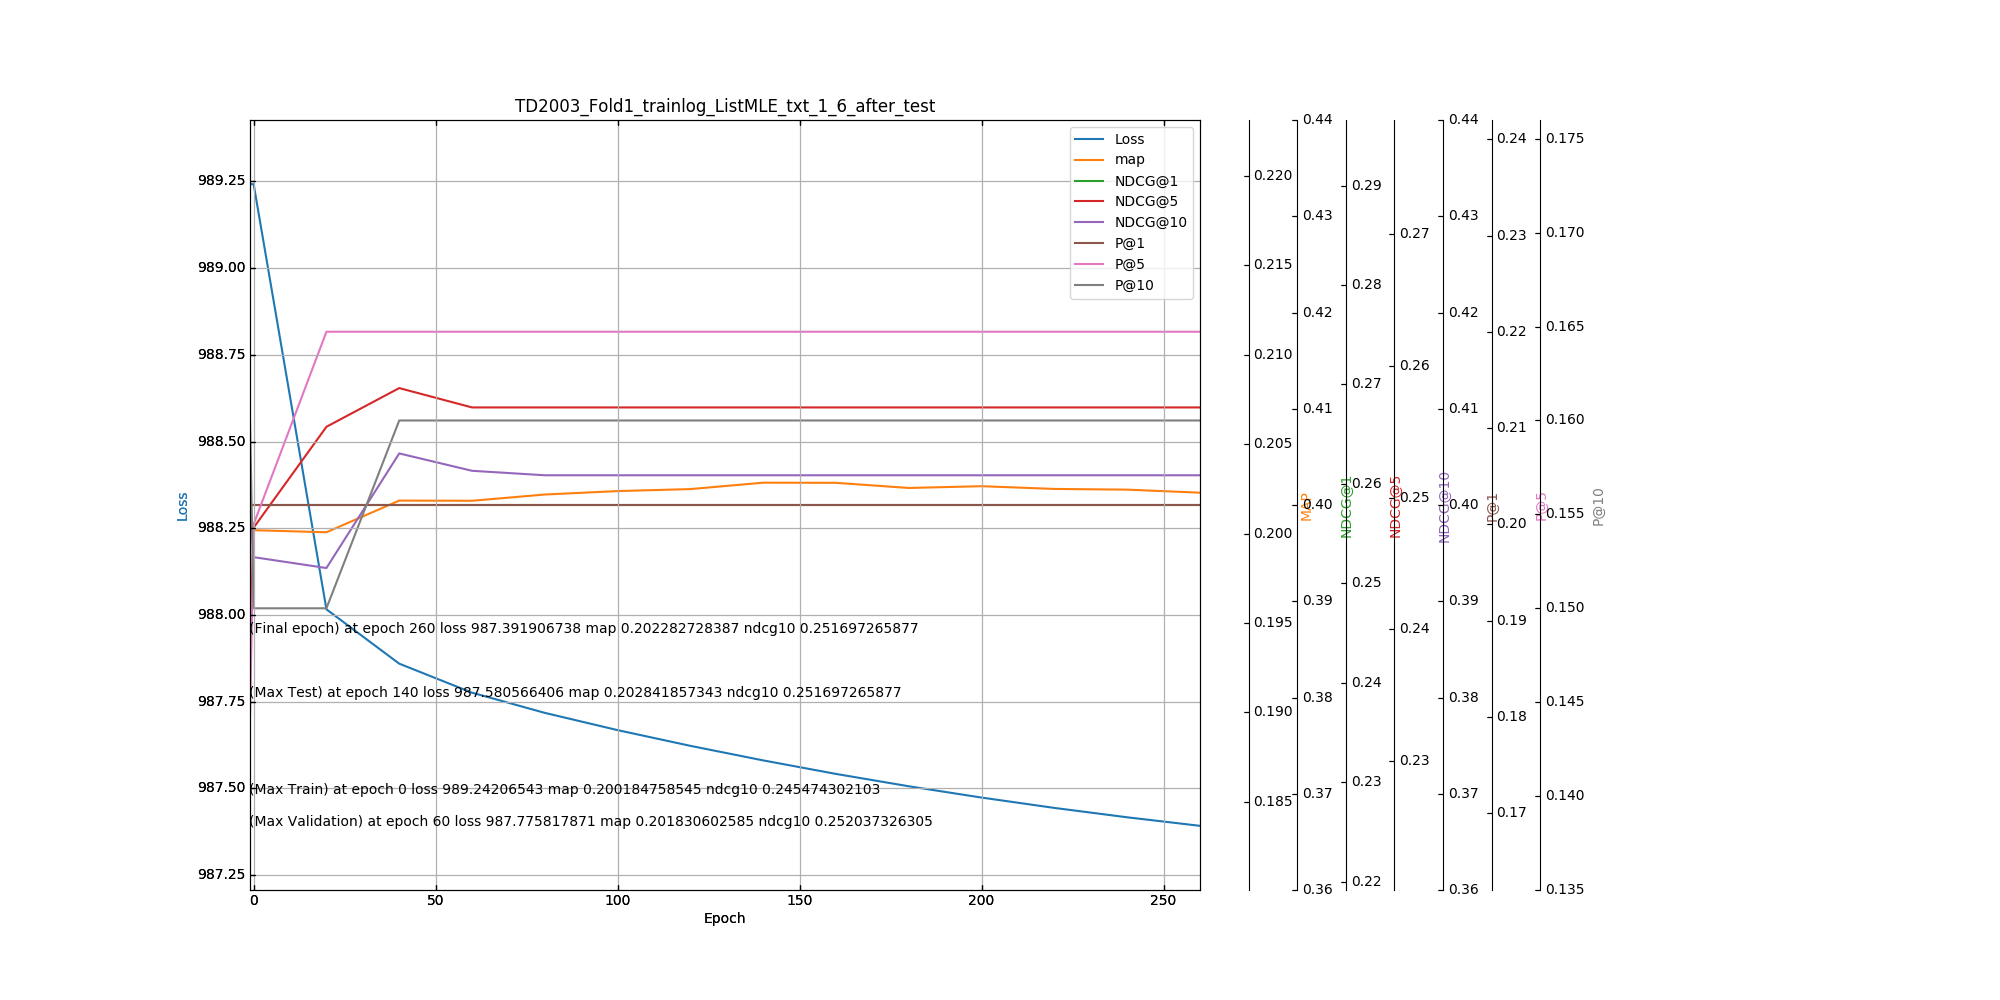 TD2003_Fold1_trainlog_ListMLE_txt_1_6_after_test
Loss
map
NDCG@1
NDCG@5
NDCG@10
P@1
P@5
P@10
989.25
989.00
988.75
988.50
988.25
988.00
987.75
987.50
987.25
Loss
(Final epoch) at epoch 260 loss 987.391906738 map 0.202282728387 ndcg10 0.251697265877
(Max Test) at epoch 140 loss 987.580566406 map 0.202841857343 ndcg10 0.251697265877
(Max Train) at epoch 0 loss 989.24206543 map 0.200184758545 ndcg10 0.245474302103
(Max Validation) at epoch 60 loss 987.775817871 map 0.201830602585 ndcg10 0.252037326305
0 50 100 150 200 250
Epoch
0.220
0.215
0.210
0.205
0.200
0.195
0.190
0.185
MAP
0.44
0.43
0.42
0.41
0.40
0.39
0.38
0.37
0.36
NDCG@1
0.29
0.28
0.27
0.26
0.25
0.24
0.23
0.22
NDCG@5
0.27
0.26
0.25
0.24
0.23
NDCG@10
0.44
0.43
0.42
0.41
0.40
0.39
0.38
0.37
0.36
P@1
0.24
0.23
0.22
0.21
0.20
0.19
0.18
0.17
P@5
0.175
0.170
0.165
0.160
0.155
0.150
0.145
0.140
0.135
P@10